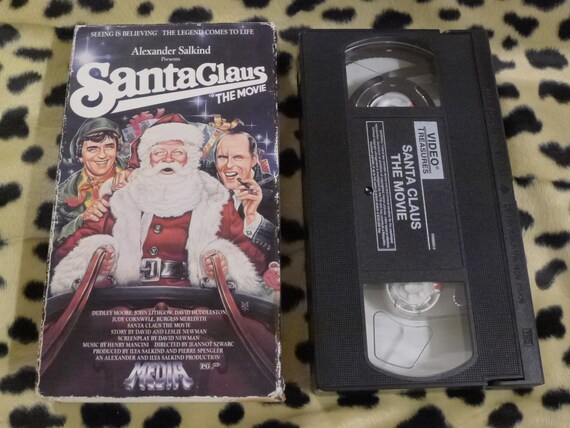 SEEING IS BELIEVING THE LEGEND COMES TO LIFE
Alexander Salkind
Presents
Santa Claus
THE MOVIE
DUDLEY MOORE, JOHN LITHGOW, DAVID HUDDLESTON,
JUDY CORNWELL, BURGESS MEREDITH
SANTA CLAUS THE MOVIE
STORY BY DAVID AND LESLIE NEWMAN
SCREENPLAY BY DAVID NEWMAN
MUSIC BY HENRY MANCINI DIRECTED BY JEANNOT SZWARC
PRODUCED BY ILYA SALKIND AND PIERRE SPENGLER
AN ALEXANDER AND ILYA SALKIND PRODUCTION
MEDIA
PG
VIDEO
TREASURES
SANTA CLAUS
THE MOVIE